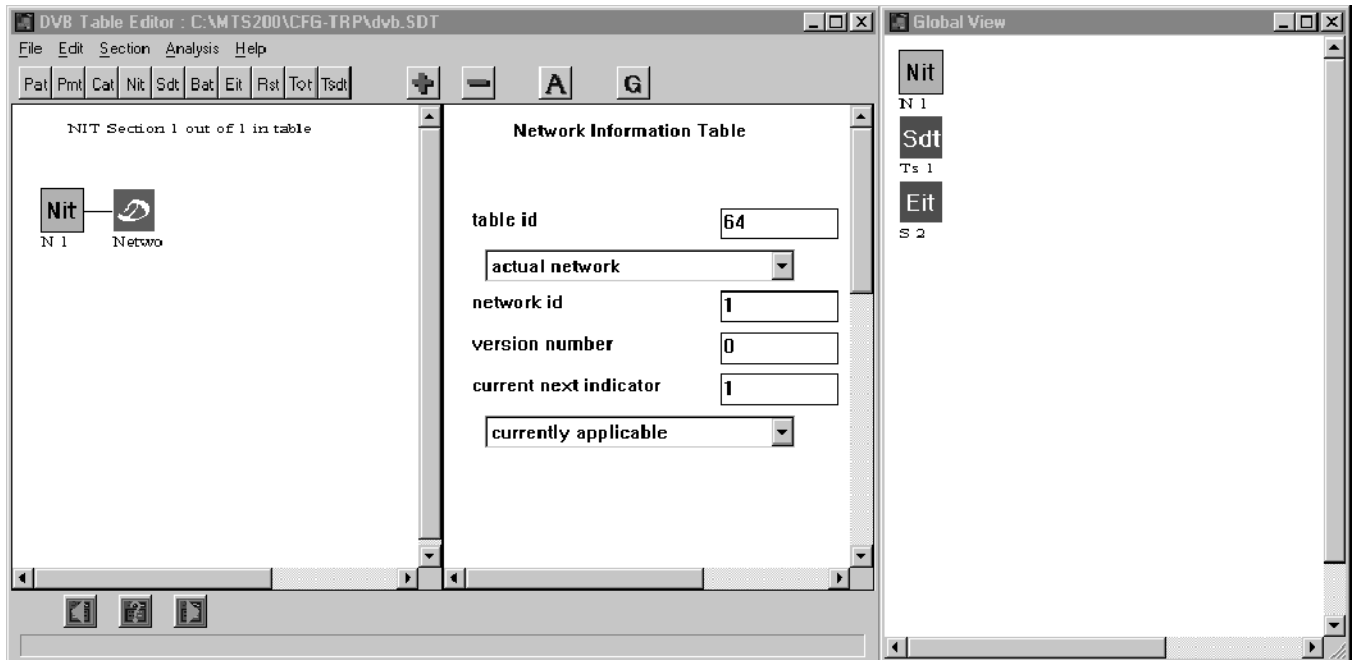 DVB Table Editor : C:\MTS200\CFG-TRP\dvb.SDT
File Edit Section Analysis Help
Pat Pmt Cat Nit Sdt Bat Eit Rst Tot Tsdt A G
NIT Section 1 out of 1 in table
Nit
N 1 Netwo
Network Information Table
table id 64
actual network
network id 1
version number 0
current next indicator 1
currently applicable
Global View
Nit
N 1
Sdt
Ts 1
Eit
S 2